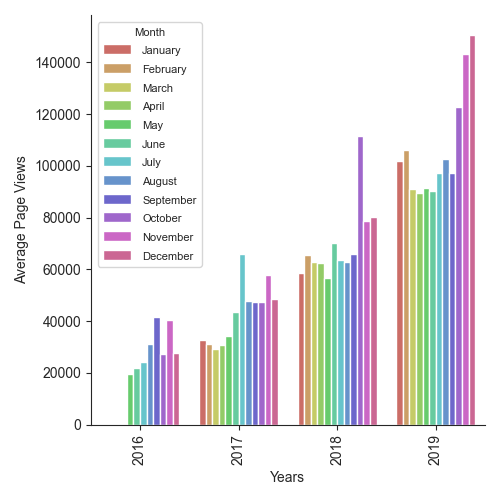 Month
January
February
March
April
May
June
July
August
September
October
November
December
140000
120000
100000
80000
60000
40000
20000
0
Average Page Views
2016
2017
2018
2019
Years